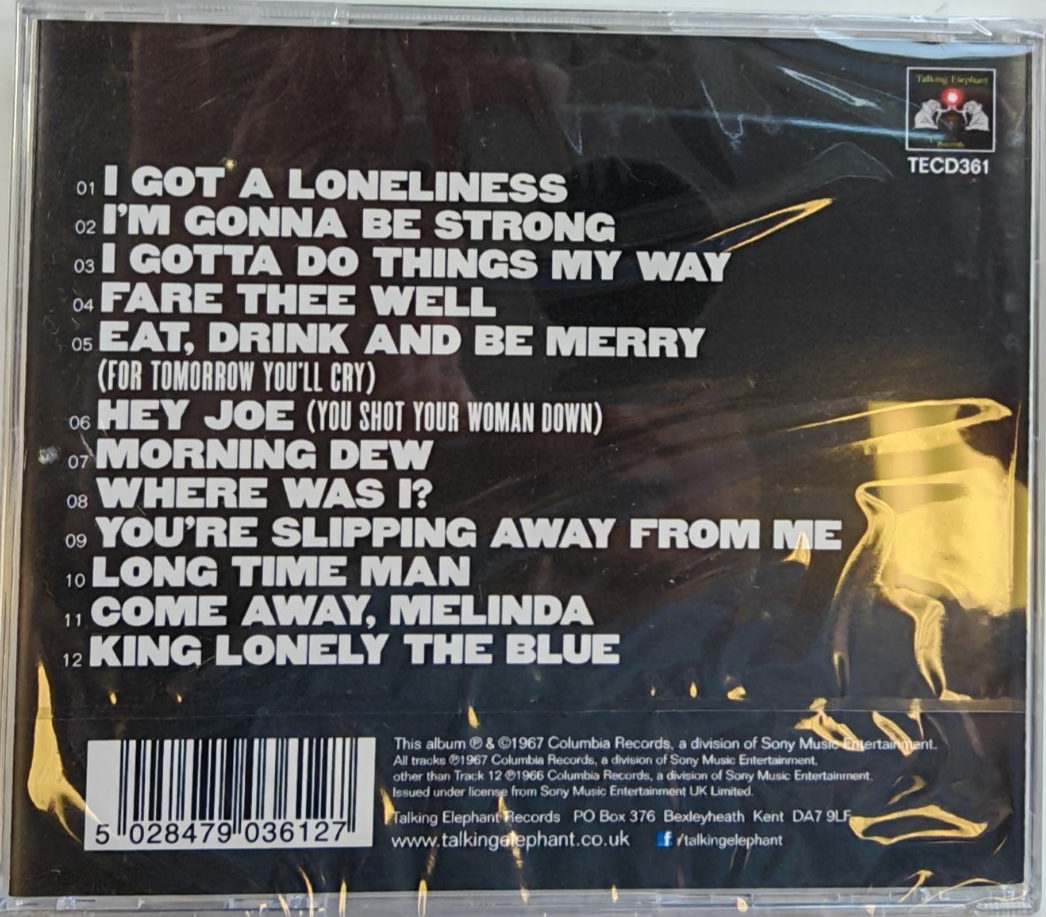 Talking Elephant
Records
TECD361
01 I GOT A LONELINESS
02 I'M GONNA BE STRONG
03 I GOTTA DO THINGS MY WAY
04 FARE THEE WELL
05 EAT, DRINK AND BE MERRY
(FOR TOMORROW YOU'LL CRY)
06 HEY JOE (YOU SHOT YOUR WOMAN DOWN)
07 MORNING DEW
08 WHERE WAS I?
09 YOU'RE SLIPPING AWAY FROM ME
10 LONG TIME MAN
11 COME AWAY, MELINDA
12 KING LONELY THE BLUE
This album ℗ & ©1967 Columbia Records, a division of Sony Music Entertainment.
All tracks ℗1967 Columbia Records, a division of Sony Music Entertainment,
other than Track 12 ℗1966 Columbia Records, a division of Sony Music Entertainment.
Issued under license from Sony Music Entertainment UK Limited.
Talking Elephant Records PO Box 376 Bexleyheath Kent DA7 9LF
www.talkingelephant.co.uk f /talkingelephant
5 028479 036127